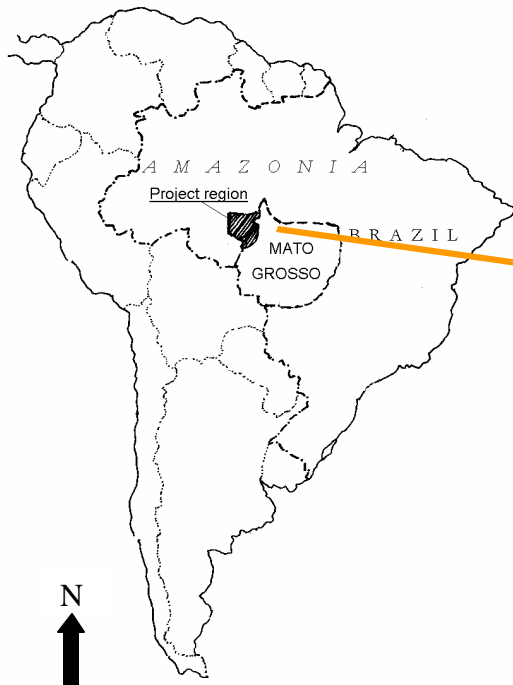 A M A Z O N I A
Project region
B R A Z I L
MATO
GROSSO
N